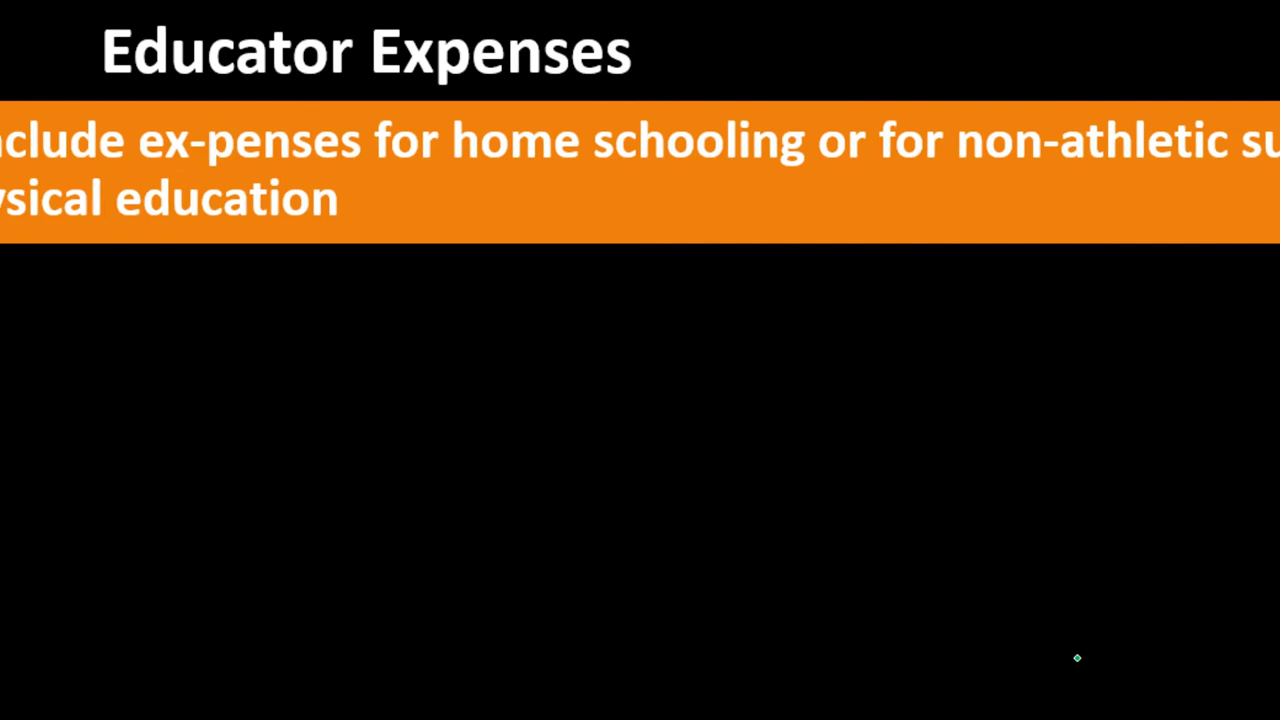 Educator Expenses
nclude ex-penses for home schooling or for non-athletic su
ysical education